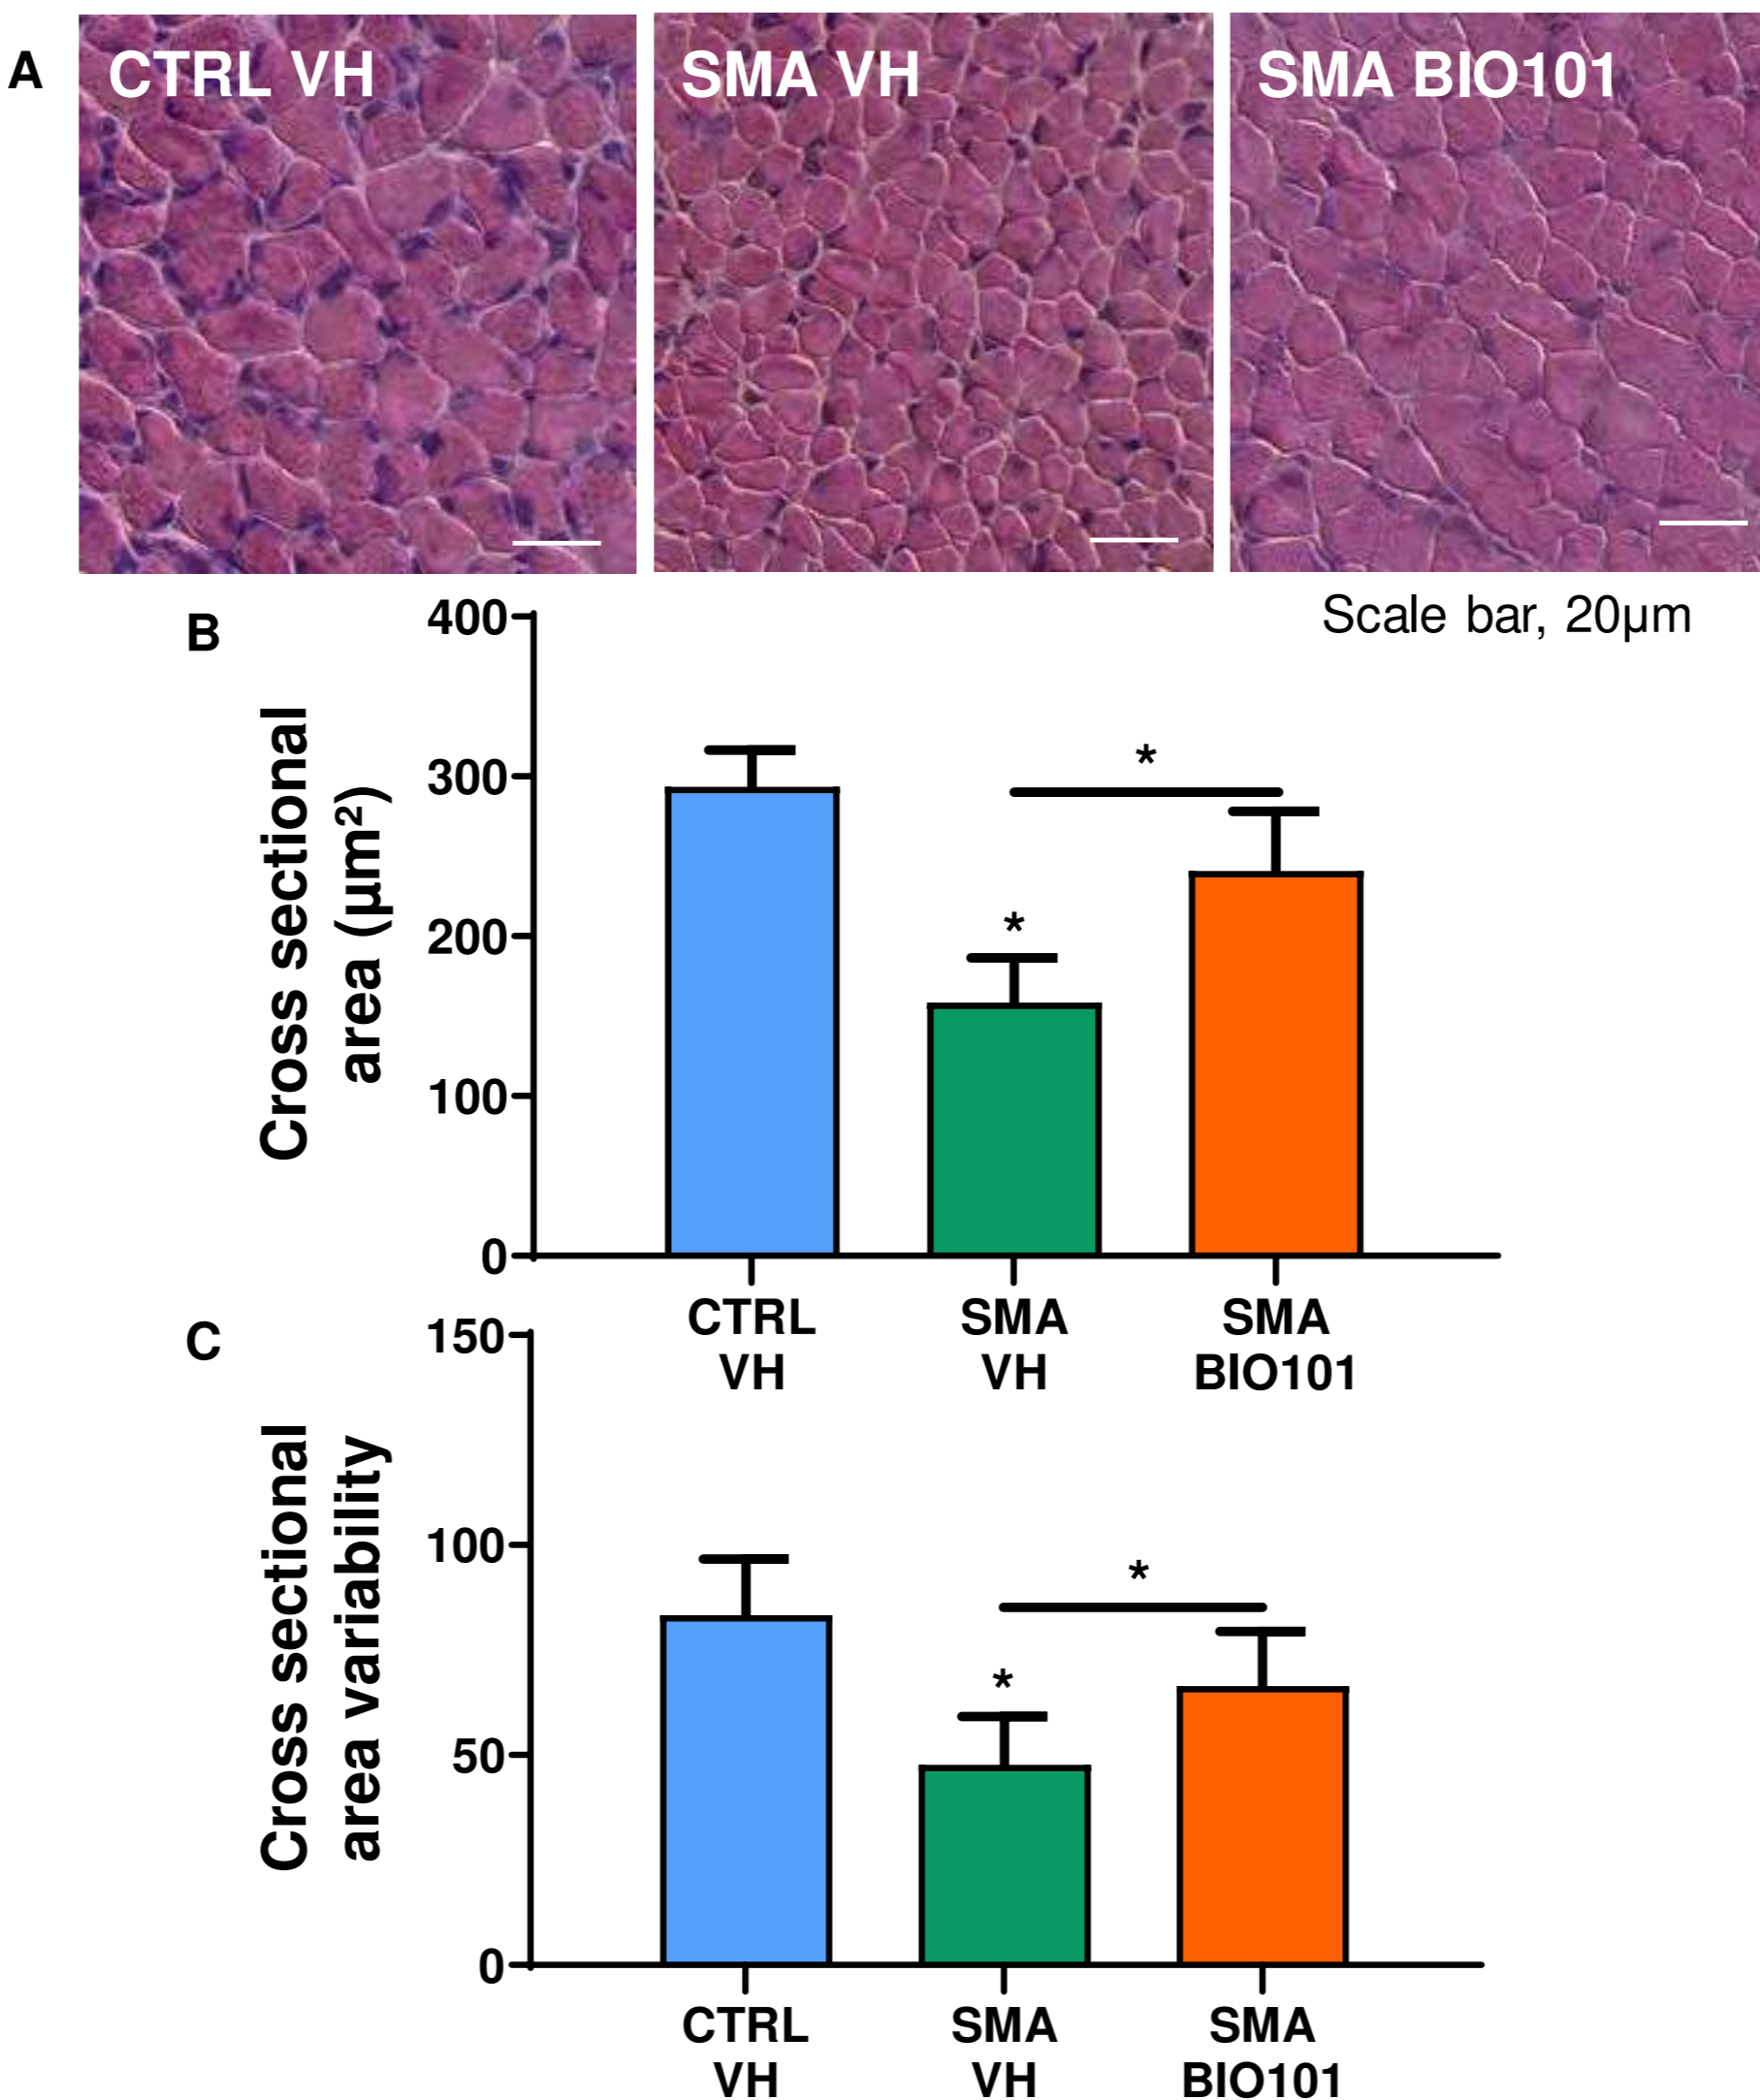 A
CTRL VH
SMA VH
SMA BIO101
Scale bar, 20µm
B
Cross sectional
area (µm²)
400
300
200
100
0
*
*
CTRL
VH
SMA
VH
SMA
BIO101
C
Cross sectional
area variability
150
100
50
0
*
*
CTRL
VH
SMA
VH
SMA
BIO101